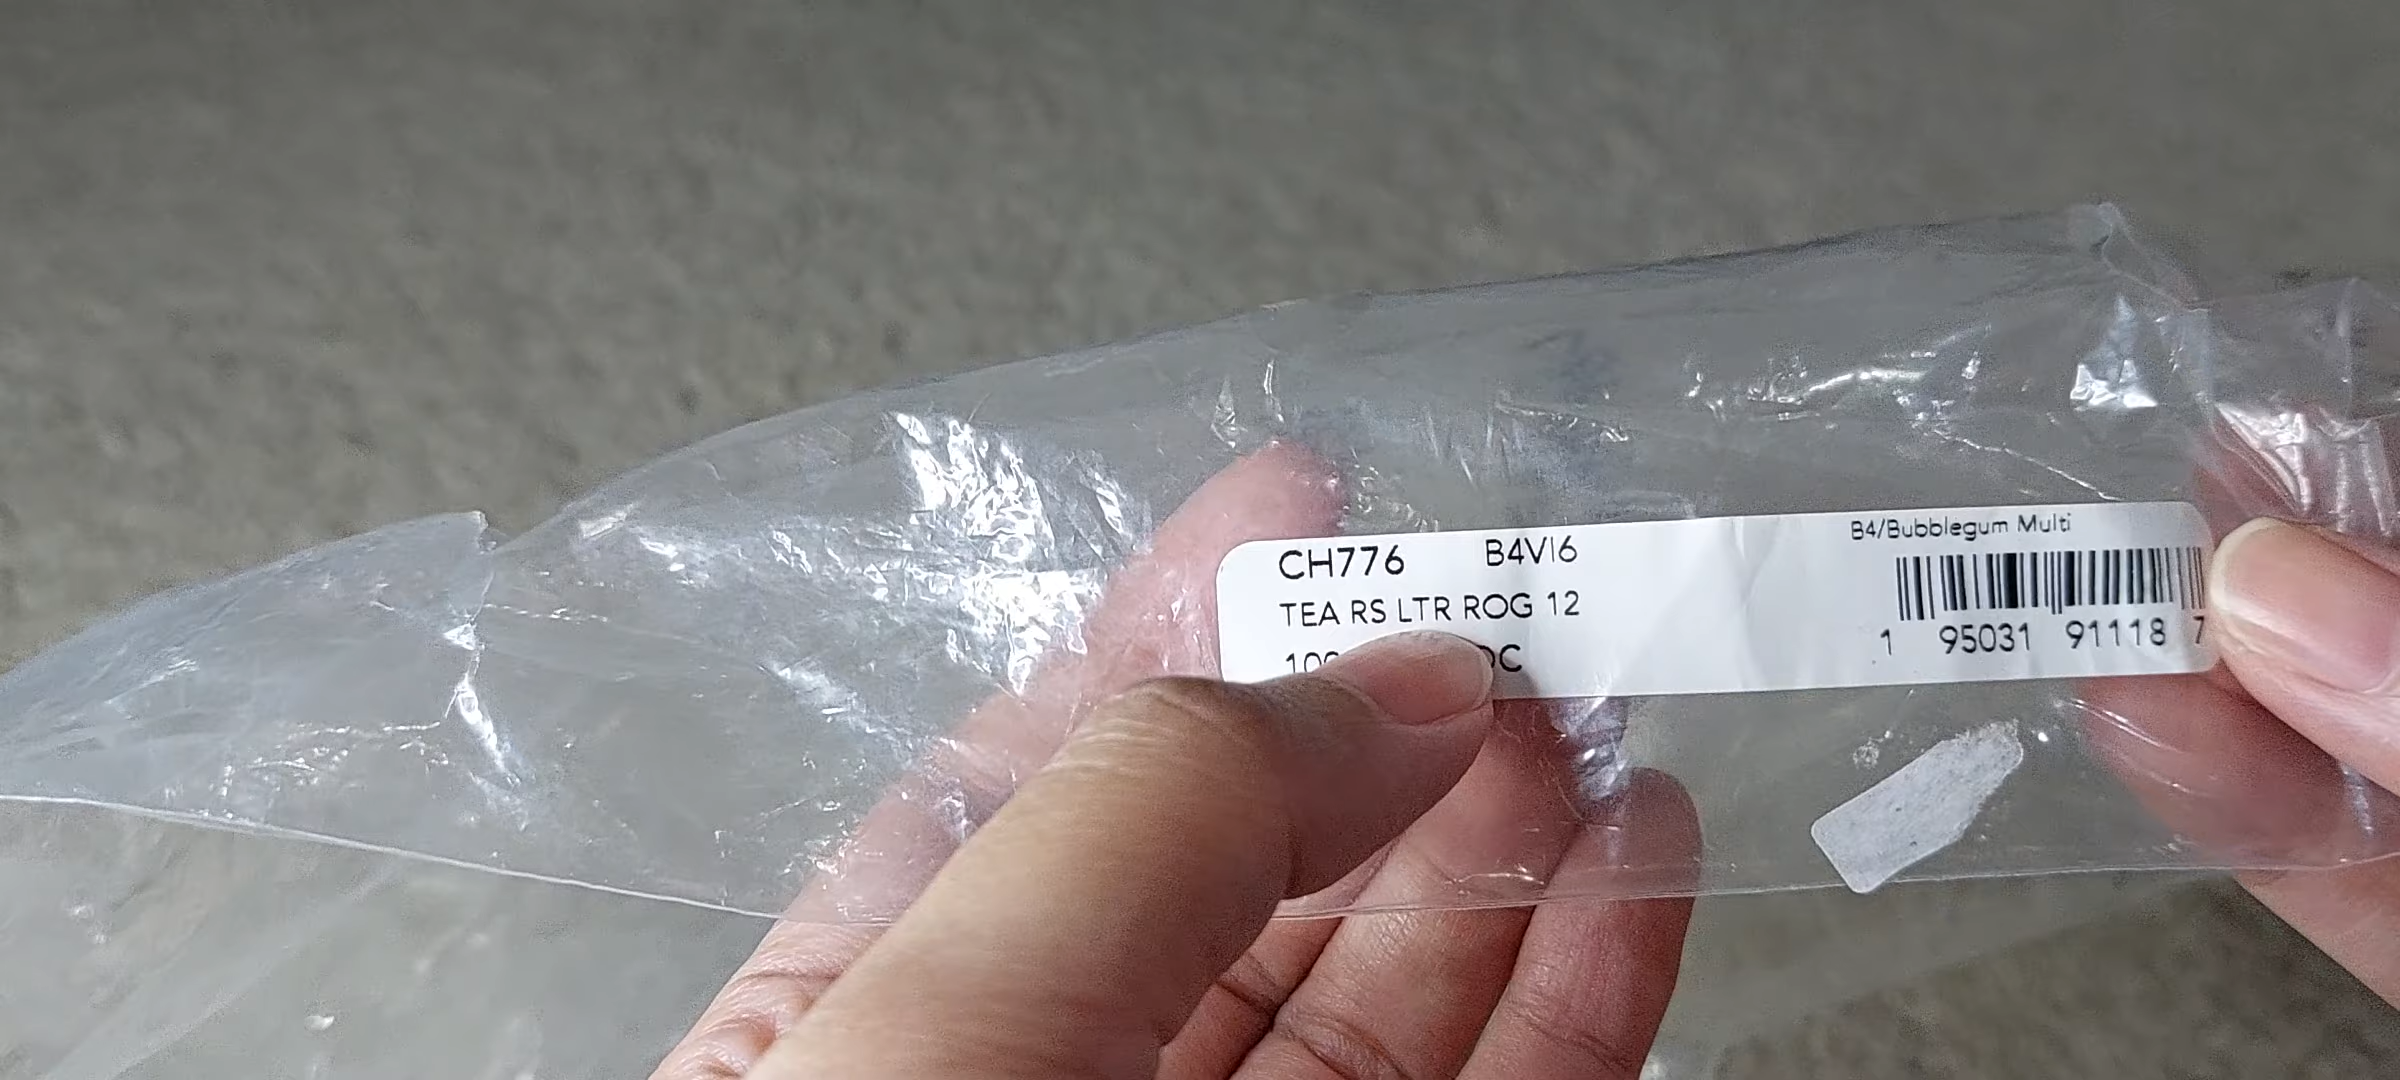 CH776 B4VI6
TEA RS LTR ROG 12
B4/Bubblegum Multi
1 95031 91118 7